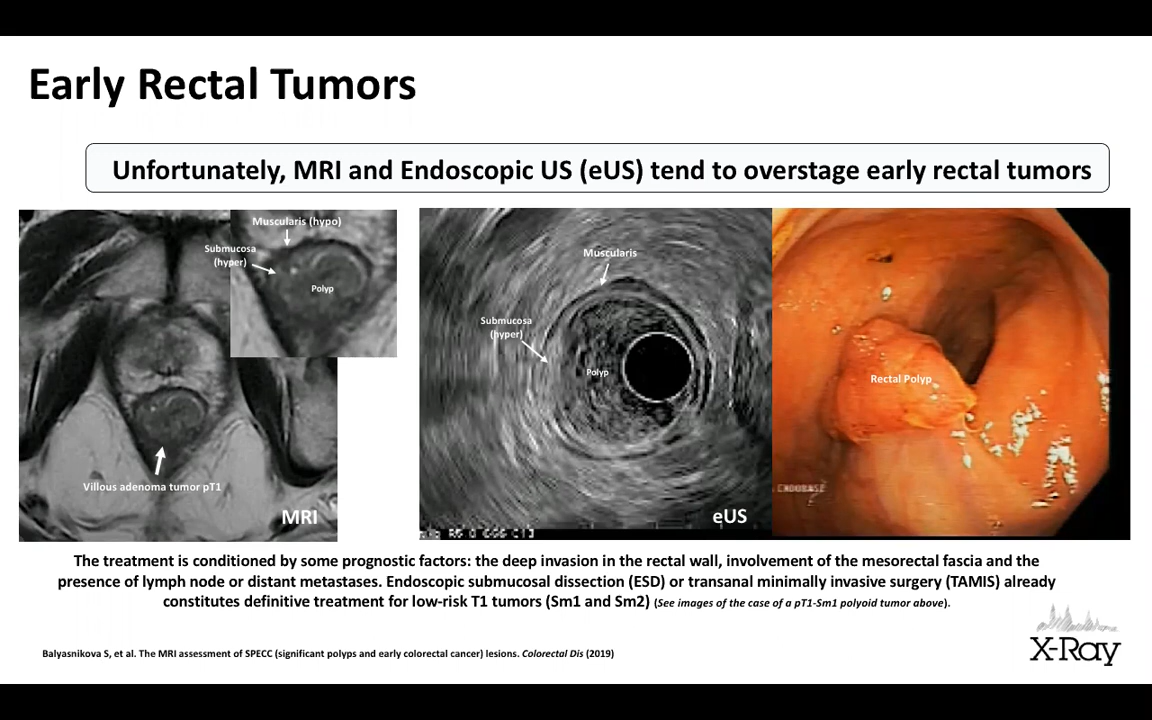 Early Rectal Tumors
Unfortunately, MRI and Endoscopic US (eUS) tend to overstage early rectal tumors
Muscularis (hypo)
Submucosa
(hyper)
Polyp
Villous adenoma tumor pT1
MRI
Muscularis
Submucosa
(hyper)
Polyp
eUS
Rectal Polyp
ENDOBASE
The treatment is conditioned by some prognostic factors: the deep invasion in the rectal wall, involvement of the mesorectal fascia and the
presence of lymph node or distant metastases. Endoscopic submucosal dissection (ESD) or transanal minimally invasive surgery (TAMIS) already
constitutes definitive treatment for low-risk T1 tumors (Sm1 and Sm2) (See images of the case of a pT1-Sm1 polyoid tumor above).
Balyasnikova S, et al. The MRI assessment of SPECC (significant polyps and early colorectal cancer) lesions. Colorectal Dis (2019)
X-Ray